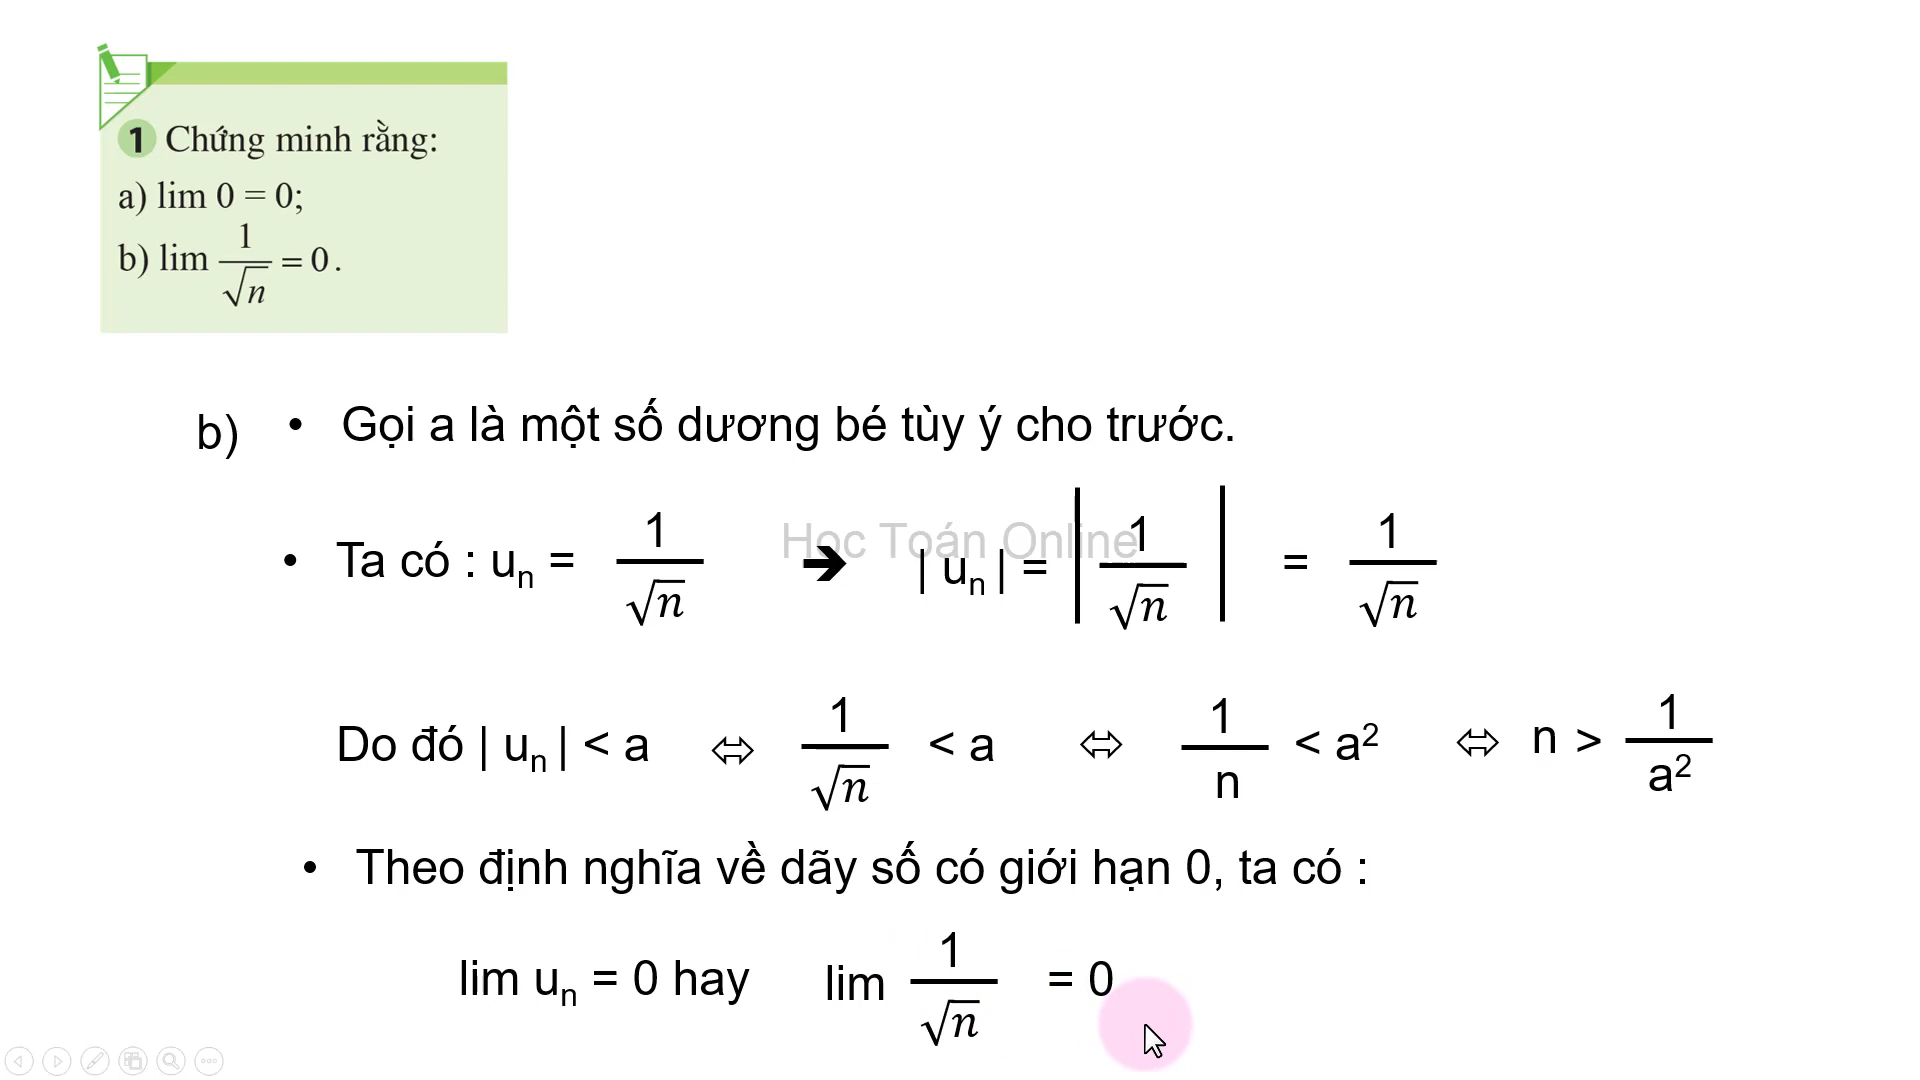 1 Chứng minh rằng:
a) lim 0 = 0;
b) lim 1/√n = 0.
b) • Gọi a là một số dương bé tùy ý cho trước.
Học Toán Online
• Ta có : uₙ = 1/√n ➔ | uₙ | = | 1/√n | = 1/√n
Do đó | uₙ | < a ⇔ 1/√n < a ⇔ 1/n < a² ⇔ n > 1/a²
• Theo định nghĩa về dãy số có giới hạn 0, ta có :
lim uₙ = 0 hay lim 1/√n = 0